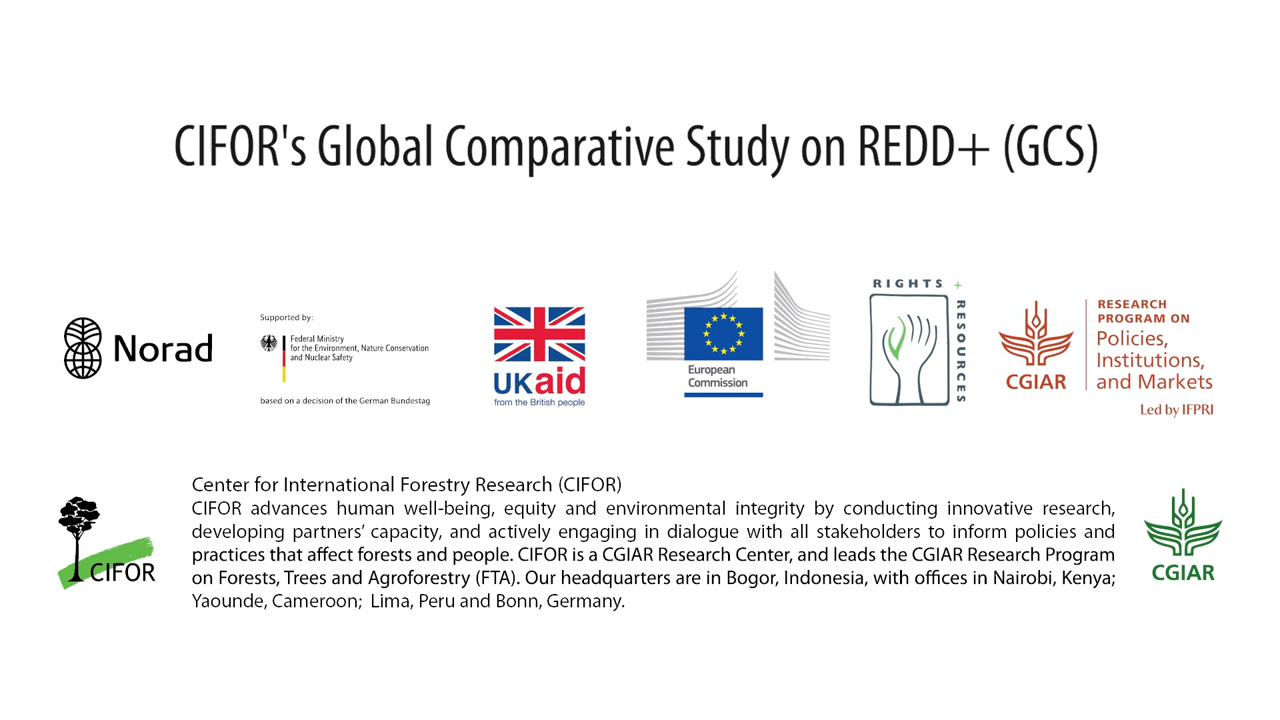 CIFOR's Global Comparative Study on REDD+ (GCS)
Norad
Supported by:
Federal Ministry
for the Environment, Nature Conservation
and Nuclear Safety
based on a decision of the German Bundestag
UKaid
from the British people
European
Commission
RIGHTS + RESOURCES
CGIAR
RESEARCH
PROGRAM ON
Policies,
Institutions,
and Markets
Led by IFPRI
CIFOR
Center for International Forestry Research (CIFOR)
CIFOR advances human well-being, equity and environmental integrity by conducting innovative research,
developing partners’ capacity, and actively engaging in dialogue with all stakeholders to inform policies and
practices that affect forests and people. CIFOR is a CGIAR Research Center, and leads the CGIAR Research Program
on Forests, Trees and Agroforestry (FTA). Our headquarters are in Bogor, Indonesia, with offices in Nairobi, Kenya;
Yaounde, Cameroon; Lima, Peru and Bonn, Germany.
CGIAR